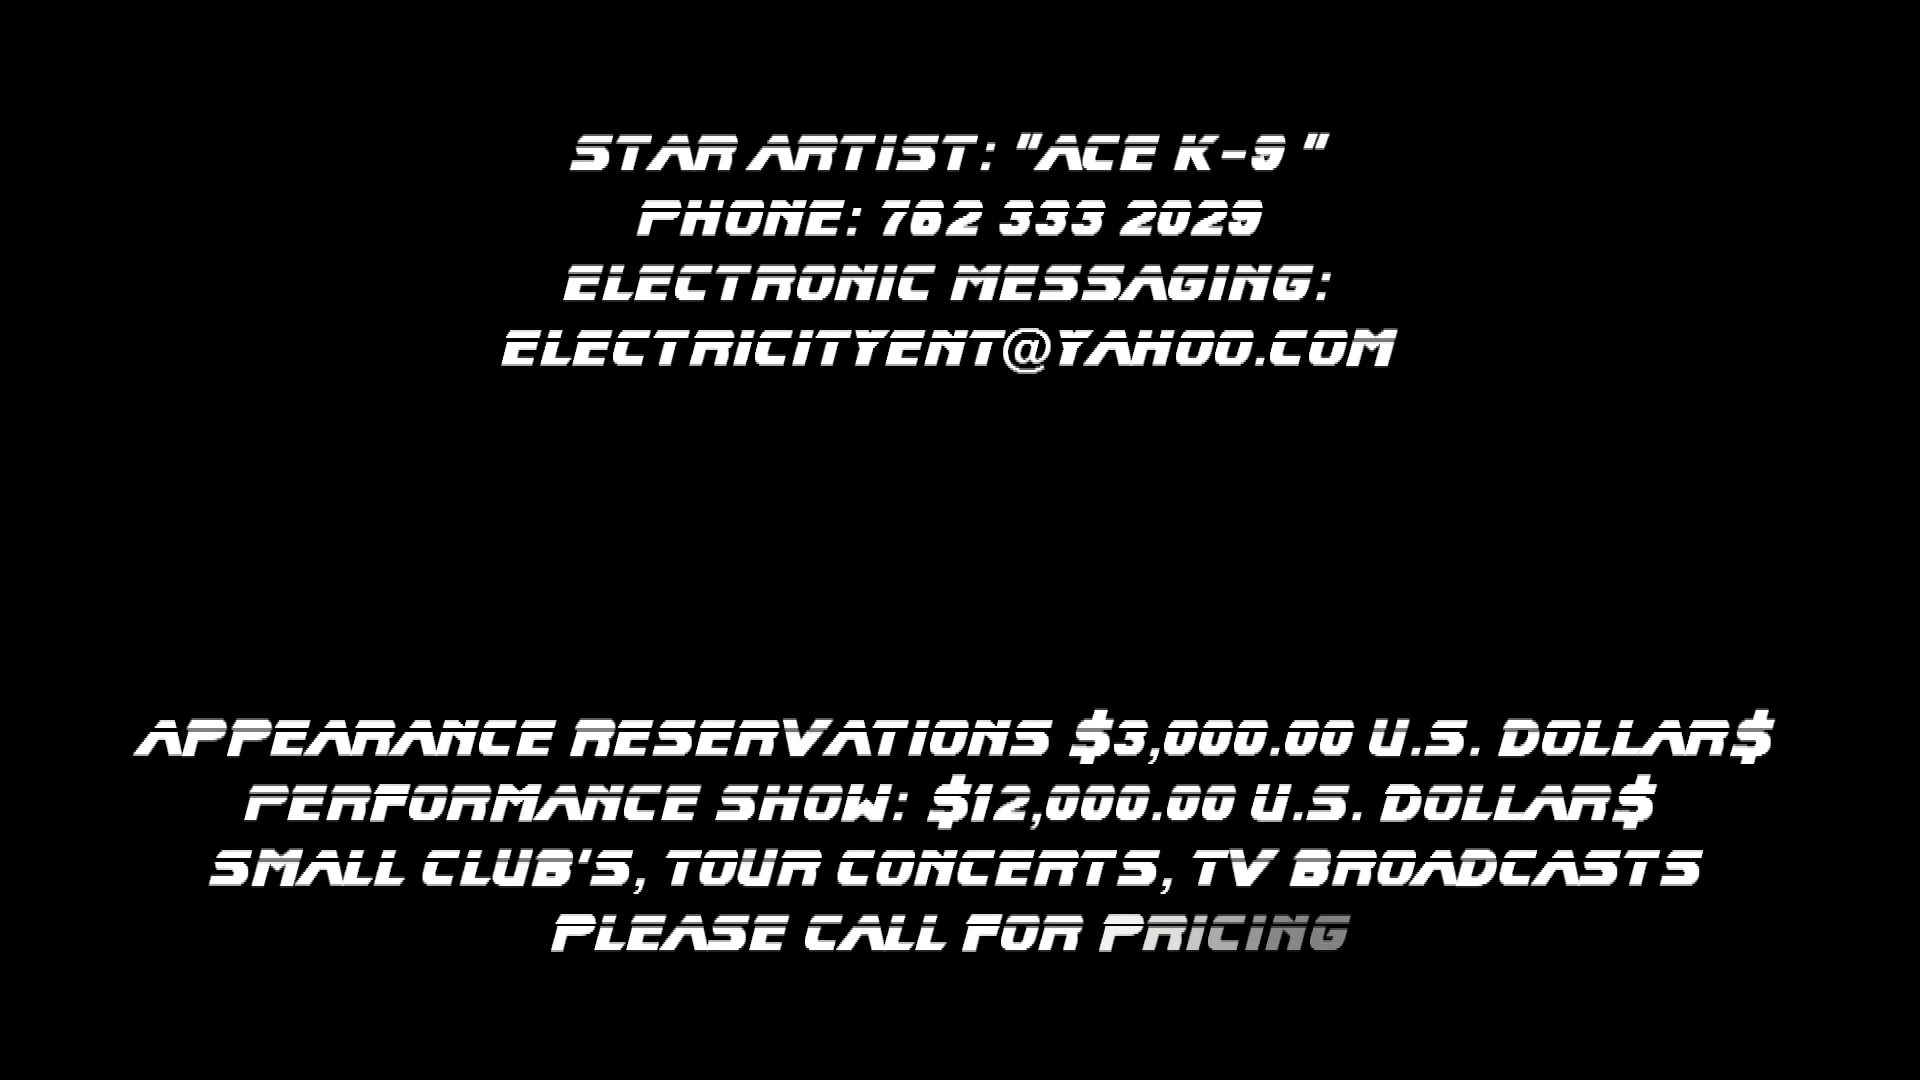 STAR ARTIST: "ACE K-9 "
PHONE: 762 333 2029
ELECTRONIC MESSAGING:
ELECTRICITYENT@YAHOO.COM
APPEARANCE RESERVATIONS $3,000.00 U.S. DOLLAR$
PERFORMANCE SHOW: $12,000.00 U.S. DOLLAR$
SMALL CLUB'S, TOUR CONCERTS, TV BROADCASTS
PLEASE CALL FOR PRICING